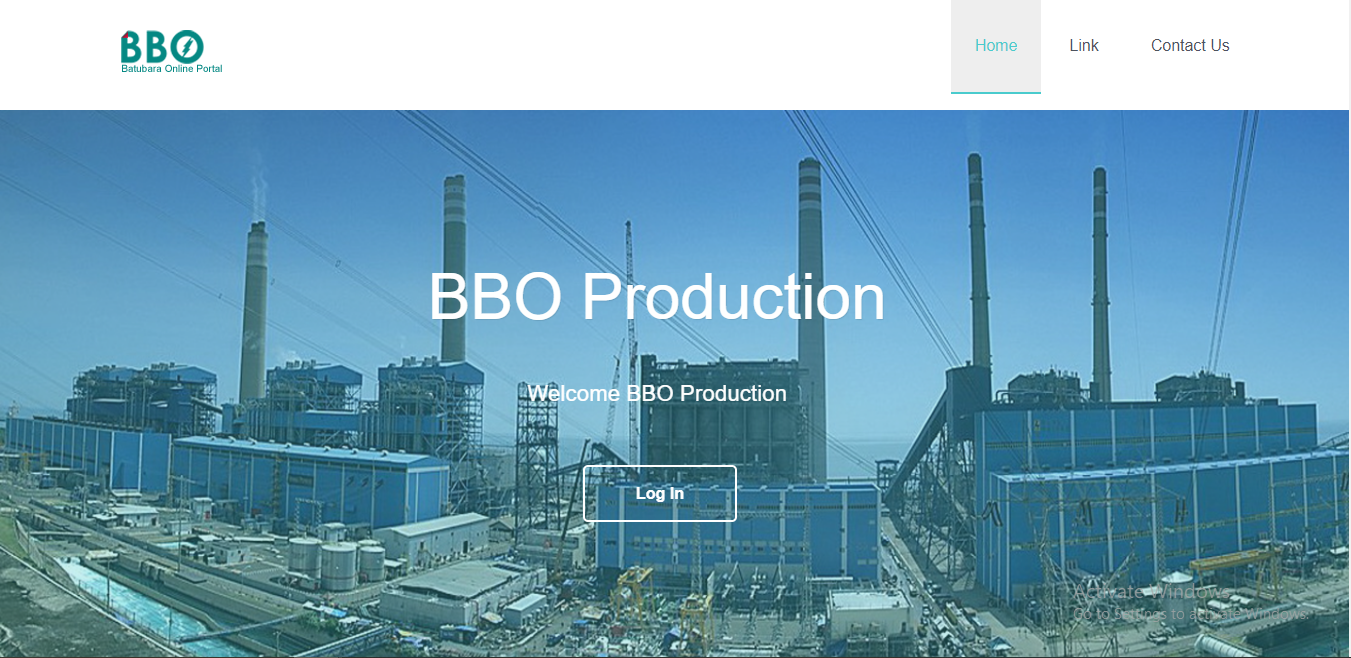 BBO
Batubara Online Portal
Home
Link
Contact Us
BBO Production
Welcome BBO Production
Log In
Activate Windows
Go to Settings to activate Windows.